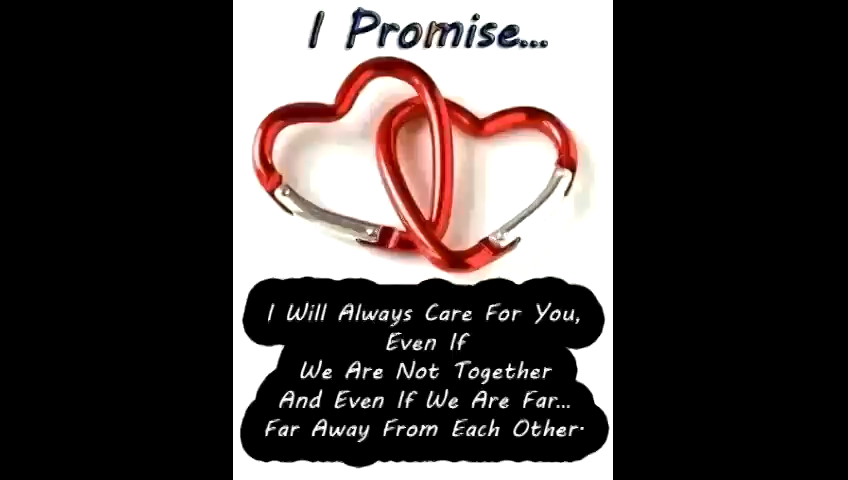 I Promise...
I Will Always Care For You,
Even If
We Are Not Together
And Even If We Are Far...
Far Away From Each Other.